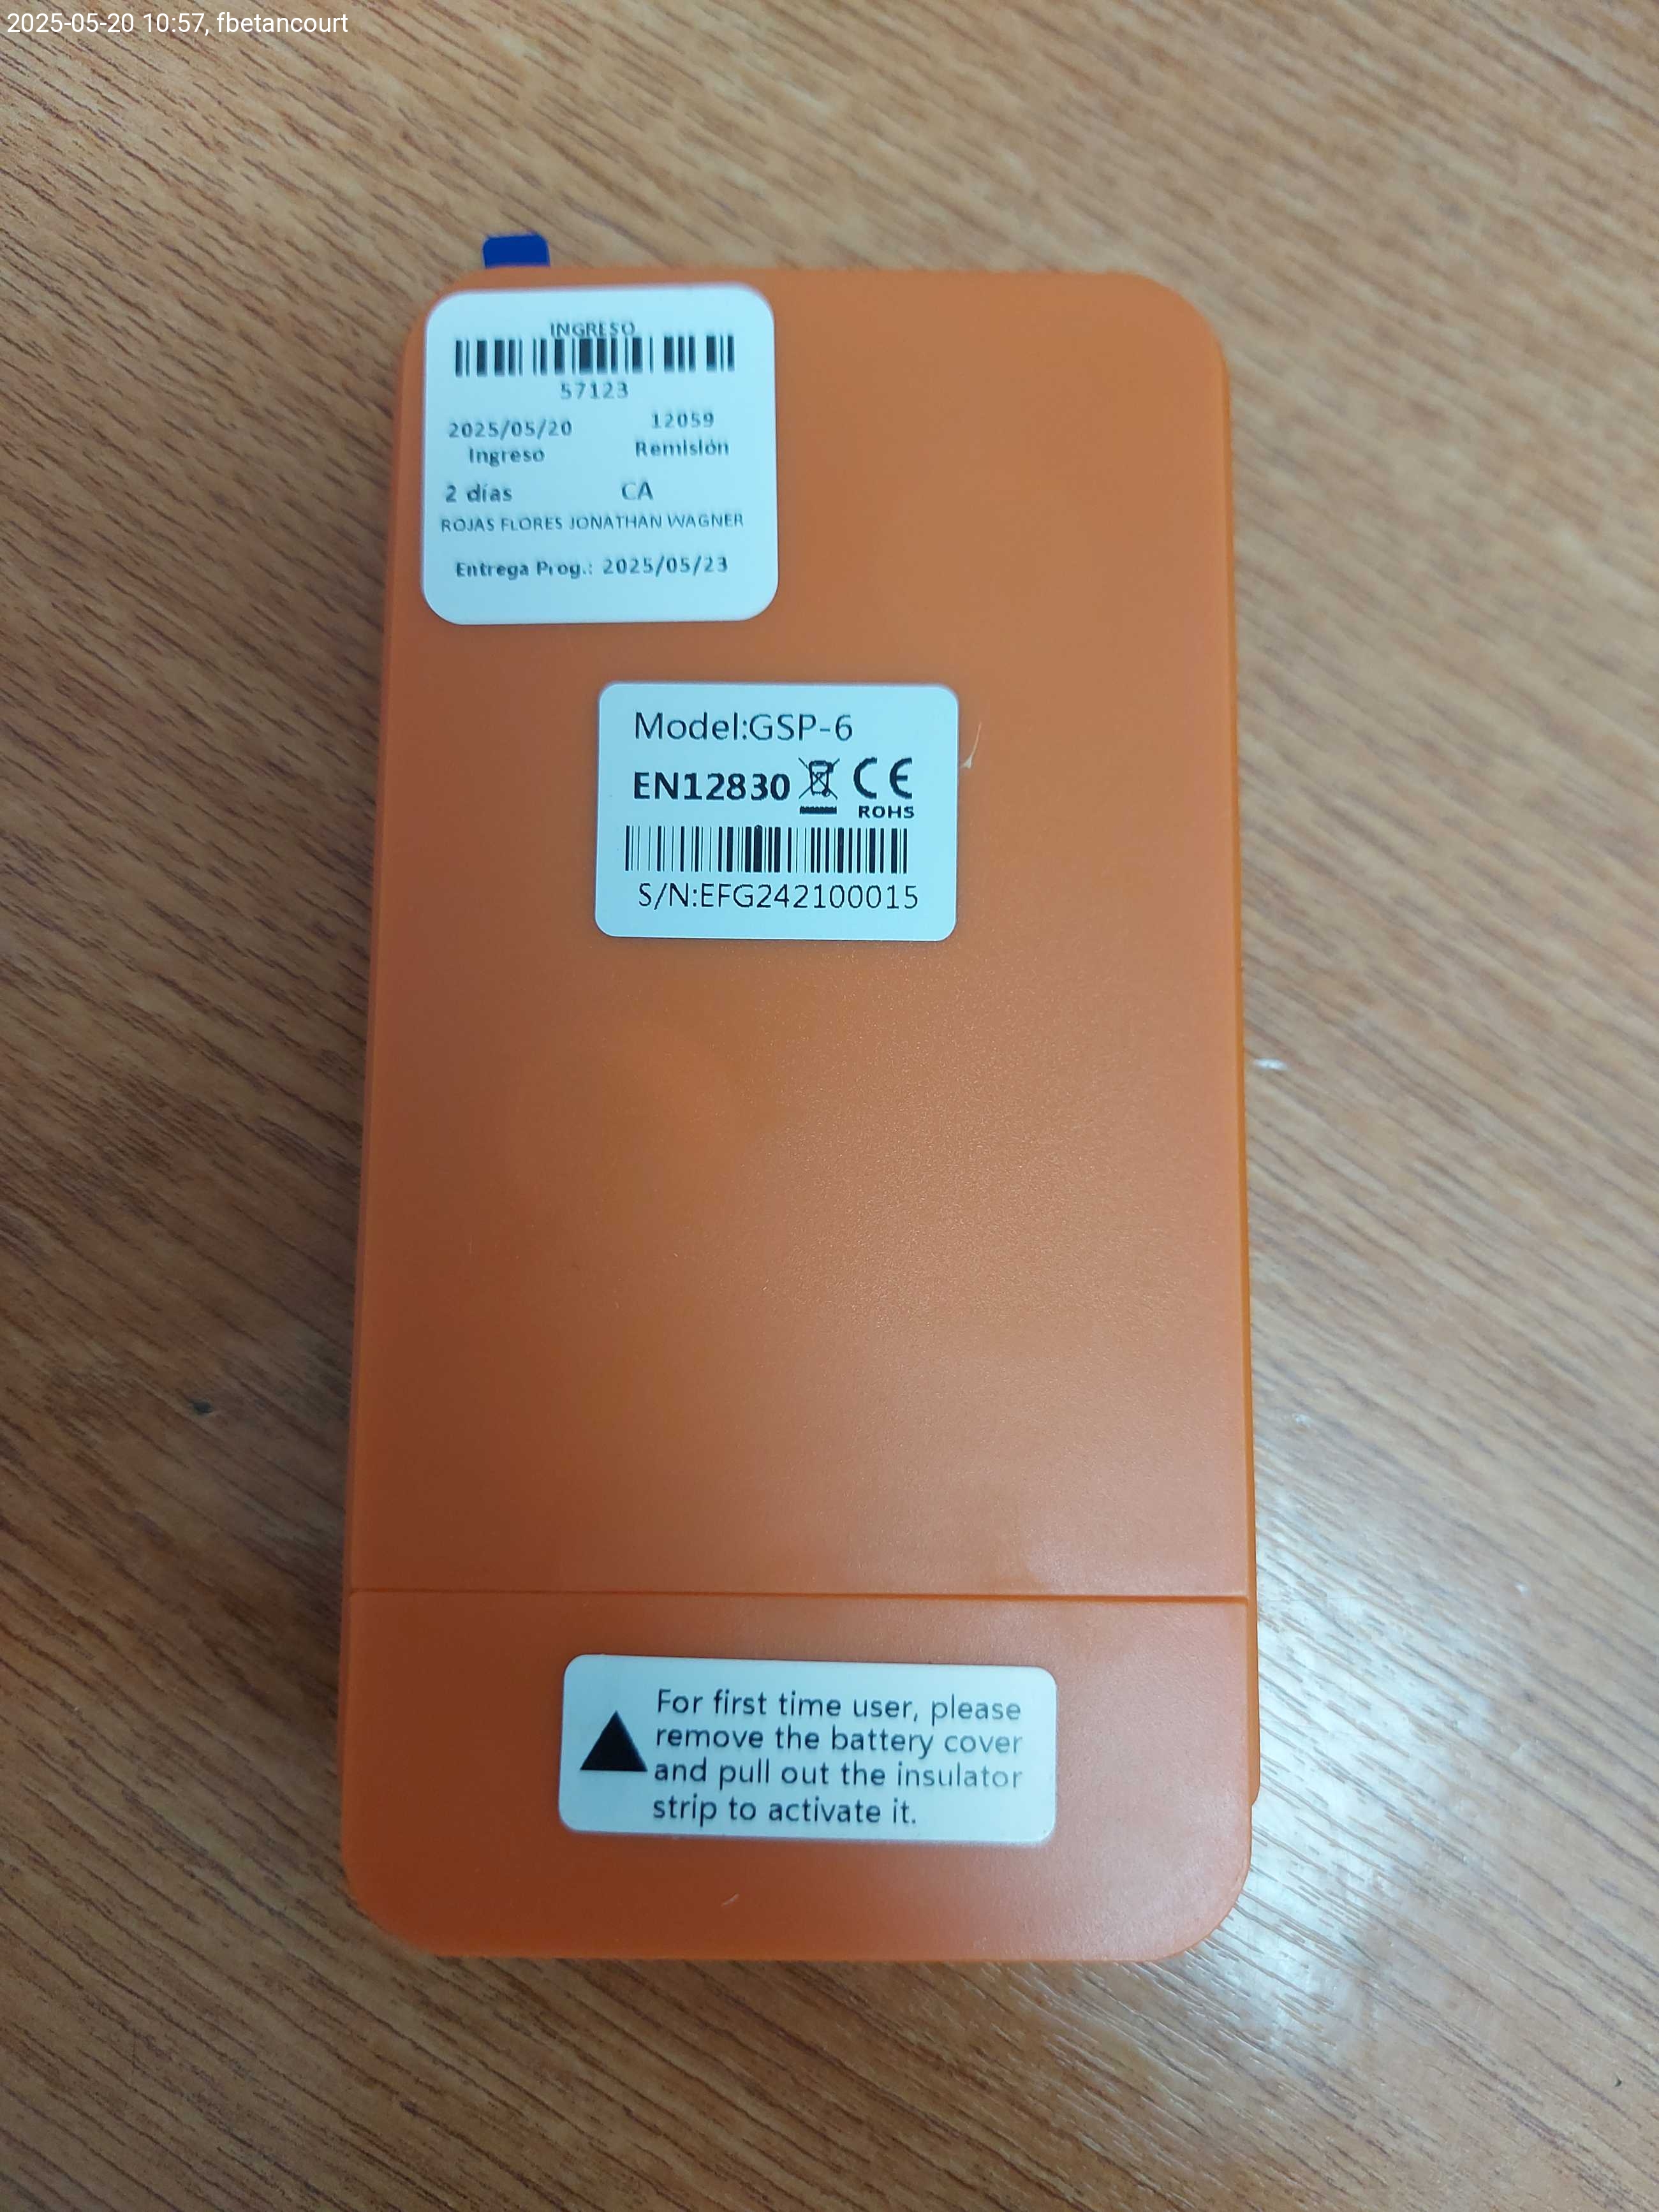 2025-05-20 10:57, fbetancourt
INGRESO
57123
2025/05/20 12059
Ingreso Remisión
2 días CA
ROJAS FLORES JONATHAN WAGNER
Entrega Prog.: 2025/05/23
Model:GSP-6
EN12830 CE
ROHS
S/N:EFG242100015
For first time user, please
remove the battery cover
and pull out the insulator
strip to activate it.